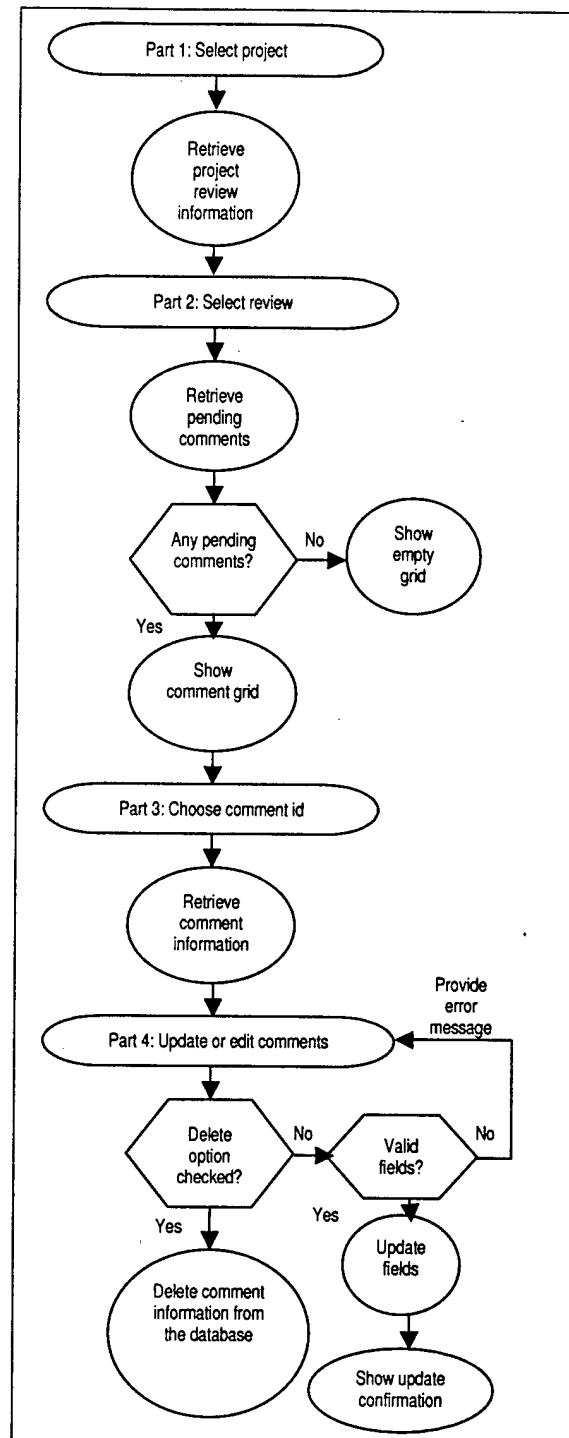 Part 1: Select project
Retrieve
project
review
information
Part 2: Select review
Retrieve
pending
comments
Any pending
comments?
No
Show
empty
grid
Yes
Show
comment grid
Part 3: Choose comment id
Retrieve
comment
information
Provide
error
message
Part 4: Update or edit comments
Delete
option
checked?
No
Valid
fields?
No
Yes
Yes
Delete comment
information from
the database
Update
fields
Show update
confirmation